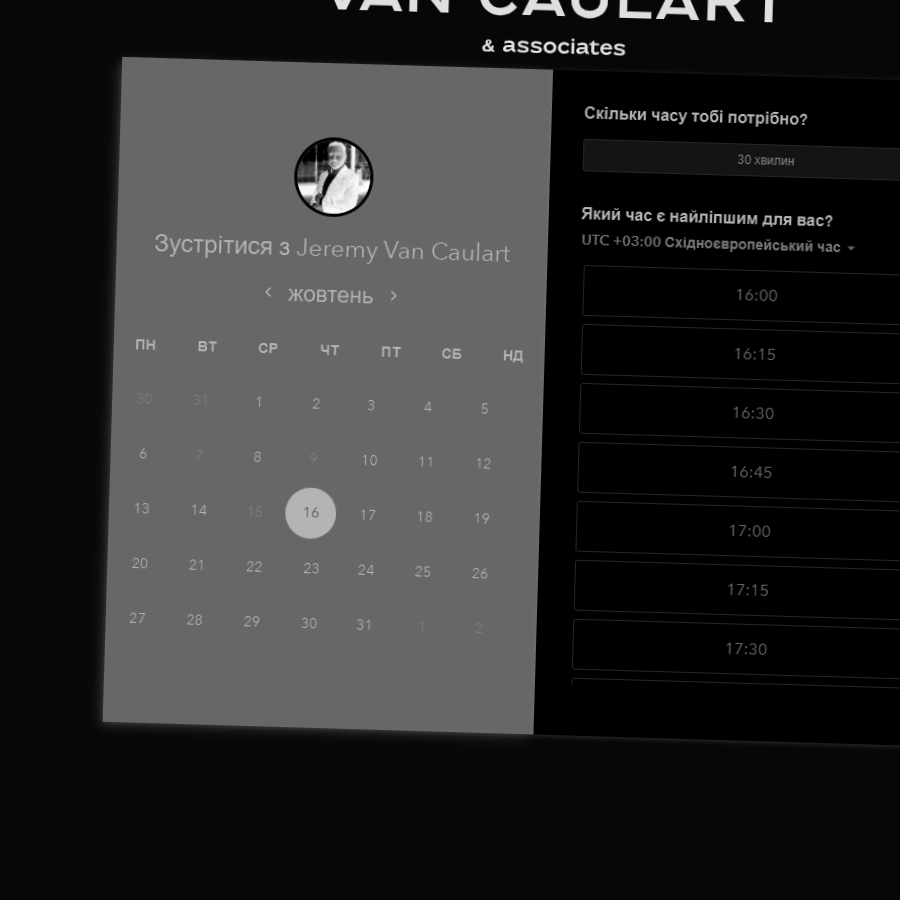 VAN CAULART
& associates
Зустрітися з Jeremy Van Caulart
жовтень
ПН ВТ СР ЧТ ПТ СБ НД
30 31 1 2 3 4 5
6 7 8 9 10 11 12
13 14 15 16 17 18 19
20 21 22 23 24 25 26
27 28 29 30 31 1 2
Скільки часу тобі потрібно?
30 хвилин
Який час є найліпшим для вас?
UTC +03:00 Східноєвропейський час
16:00
16:15
16:30
16:45
17:00
17:15
17:30